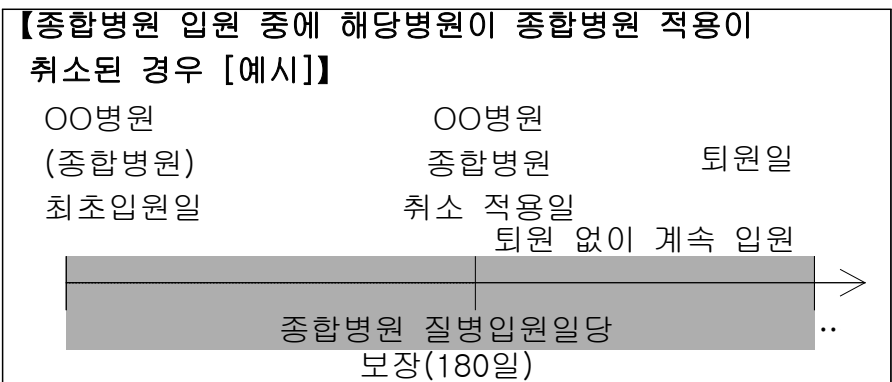 【종합병원 입원 중에 해당병원이 종합병원 적용이
취소된 경우 [예시]】
OO병원
(종합병원)
최초입원일
OO병원
종합병원
취소 적용일
퇴원일
퇴원 없이 계속 입원
종합병원 질병입원일당
보장(180일)
..